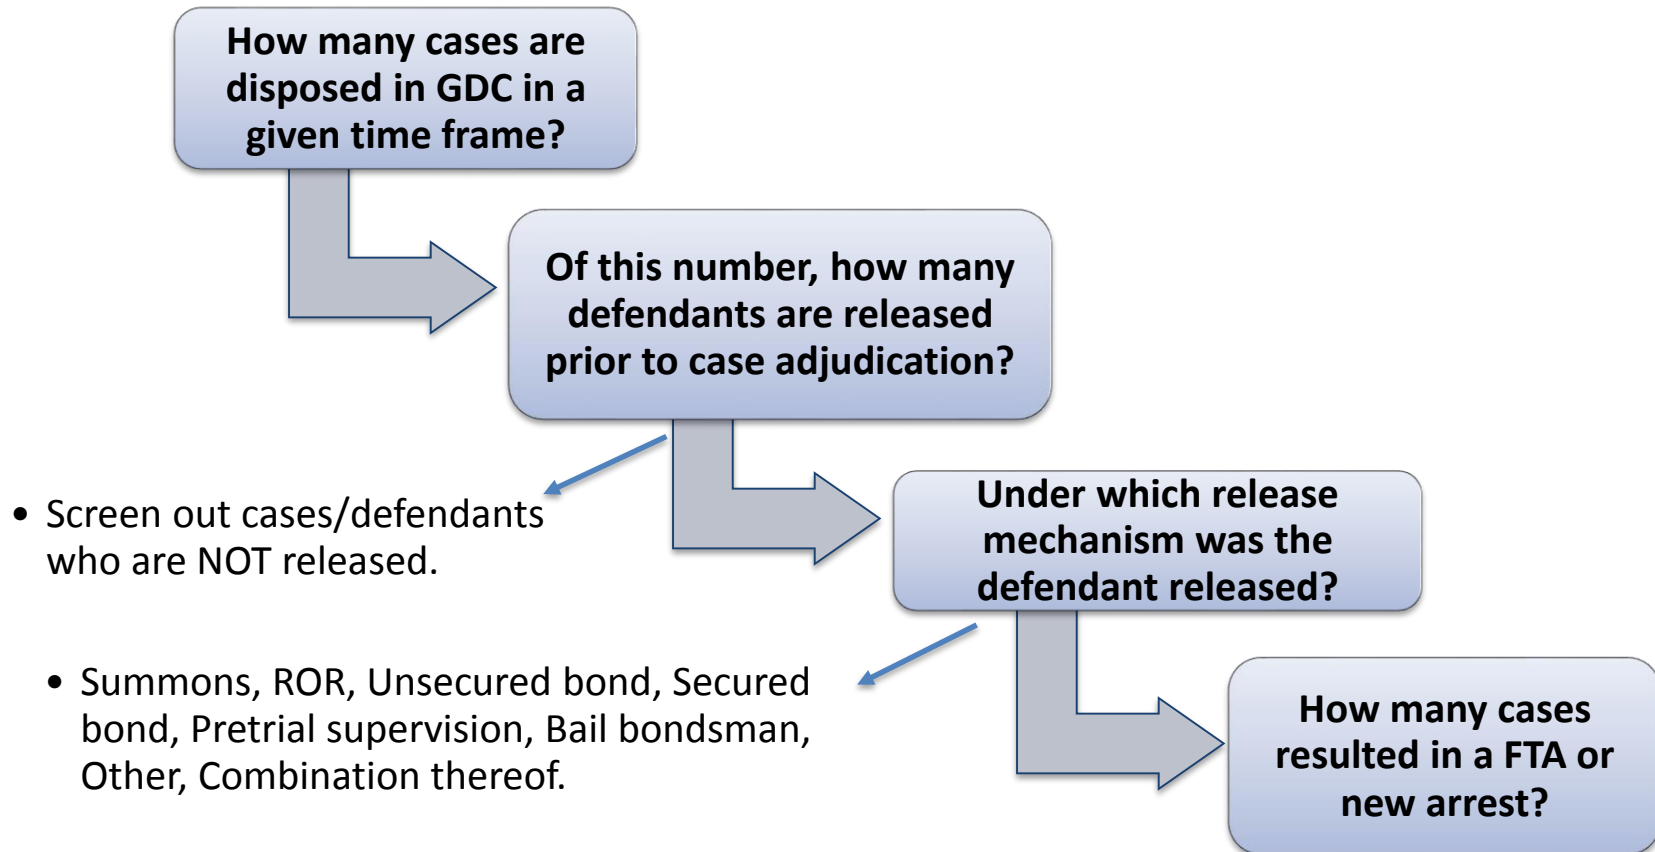 How many cases are
disposed in GDC in a
given time frame?
Of this number, how many
defendants are released
prior to case adjudication?
• Screen out cases/defendants
who are NOT released.
Under which release
mechanism was the
defendant released?
• Summons, ROR, Unsecured bond, Secured
bond, Pretrial supervision, Bail bondsman,
Other, Combination thereof.
How many cases
resulted in a FTA or
new arrest?